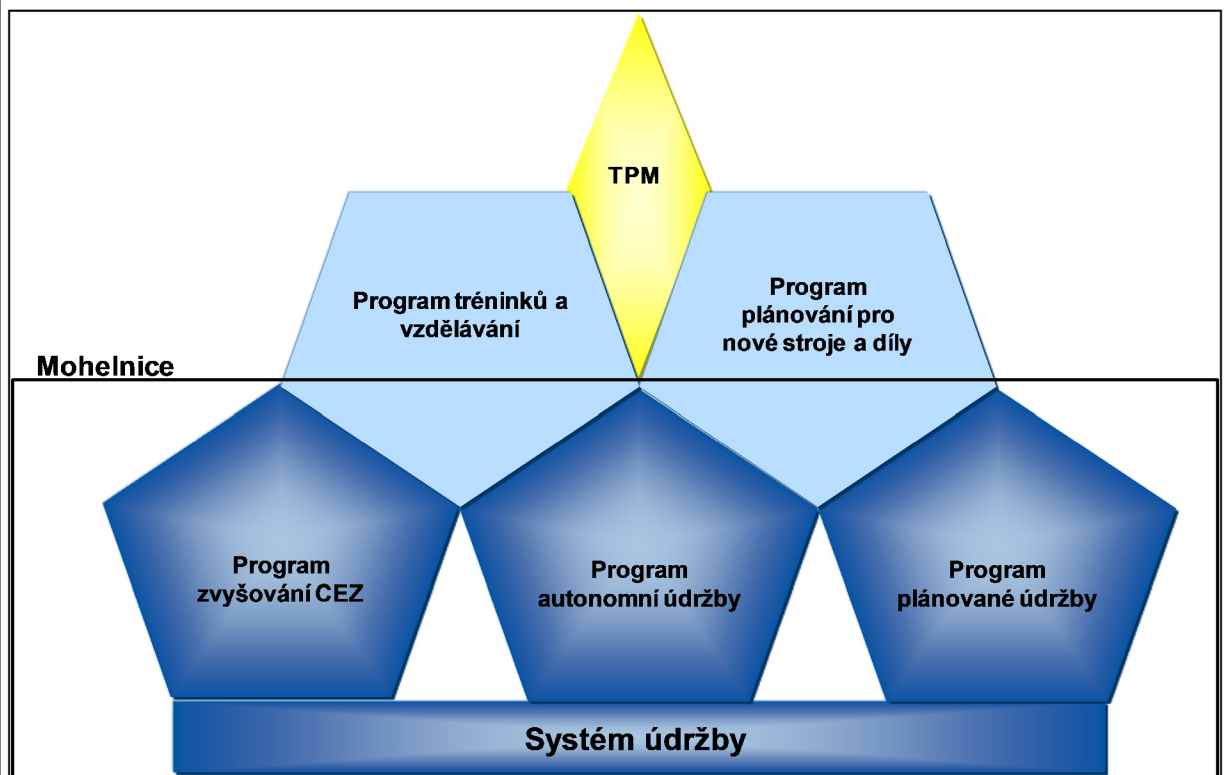 TPM
Program tréninků a
vzdělávání
Program
plánování pro
nové stroje a díly
Mohelnice
Program
zvyšování CEZ
Program
autonomní údržby
Program
plánované údržby
Systém údržby